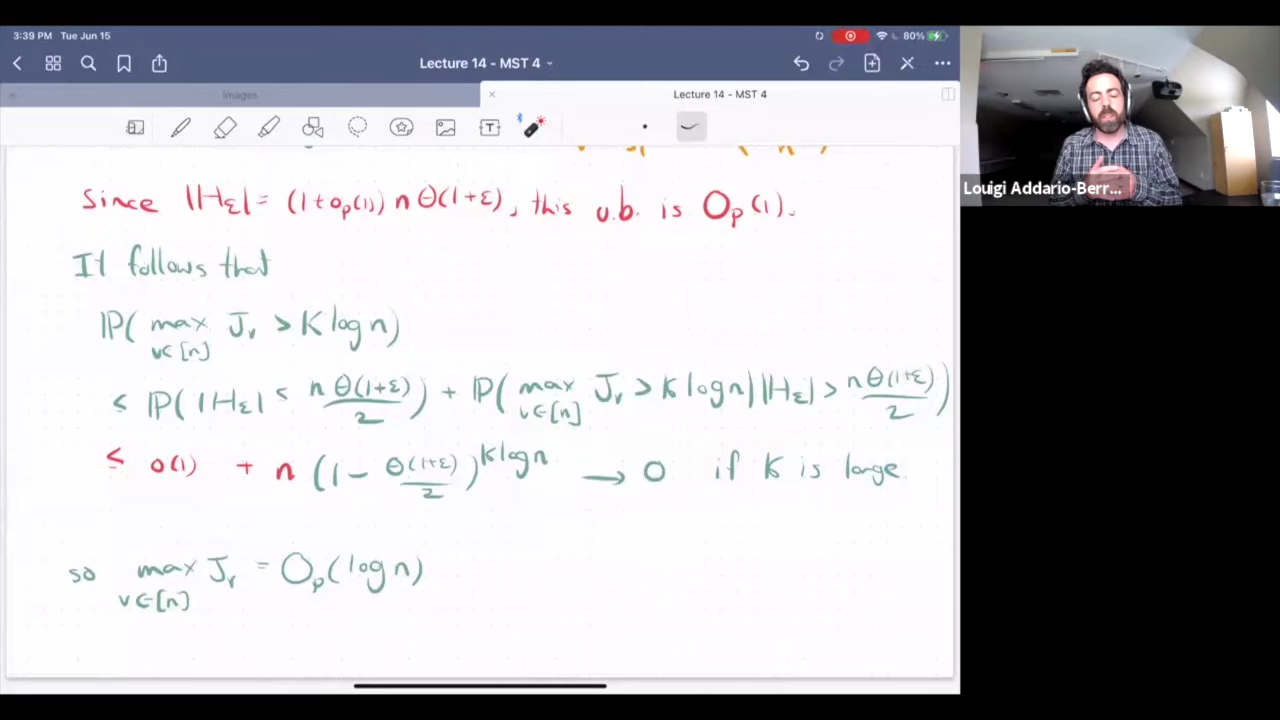 3:39 PM Tue Jun 15
80%
Lecture 14 - MST 4
Images
Lecture 14 - MST 4
Louigi Addario-Berr...
Since |H_ε| = (1+o_p(1)) n θ(1+ε), this u.b. is O_p(1).
It follows that
P( max_{v∈[n]} J_v > K log n)
≤ P( |H_ε| ≤ nθ(1+ε)/2 ) + P( max_{v∈[n]} J_v > K log n | |H_ε| > nθ(1+ε)/2 )
≤ o(1) + n (1 - θ(1+ε)/2)^{K log n} → 0 if K is large.
so max_{v∈[n]} J_v = O_p(log n)